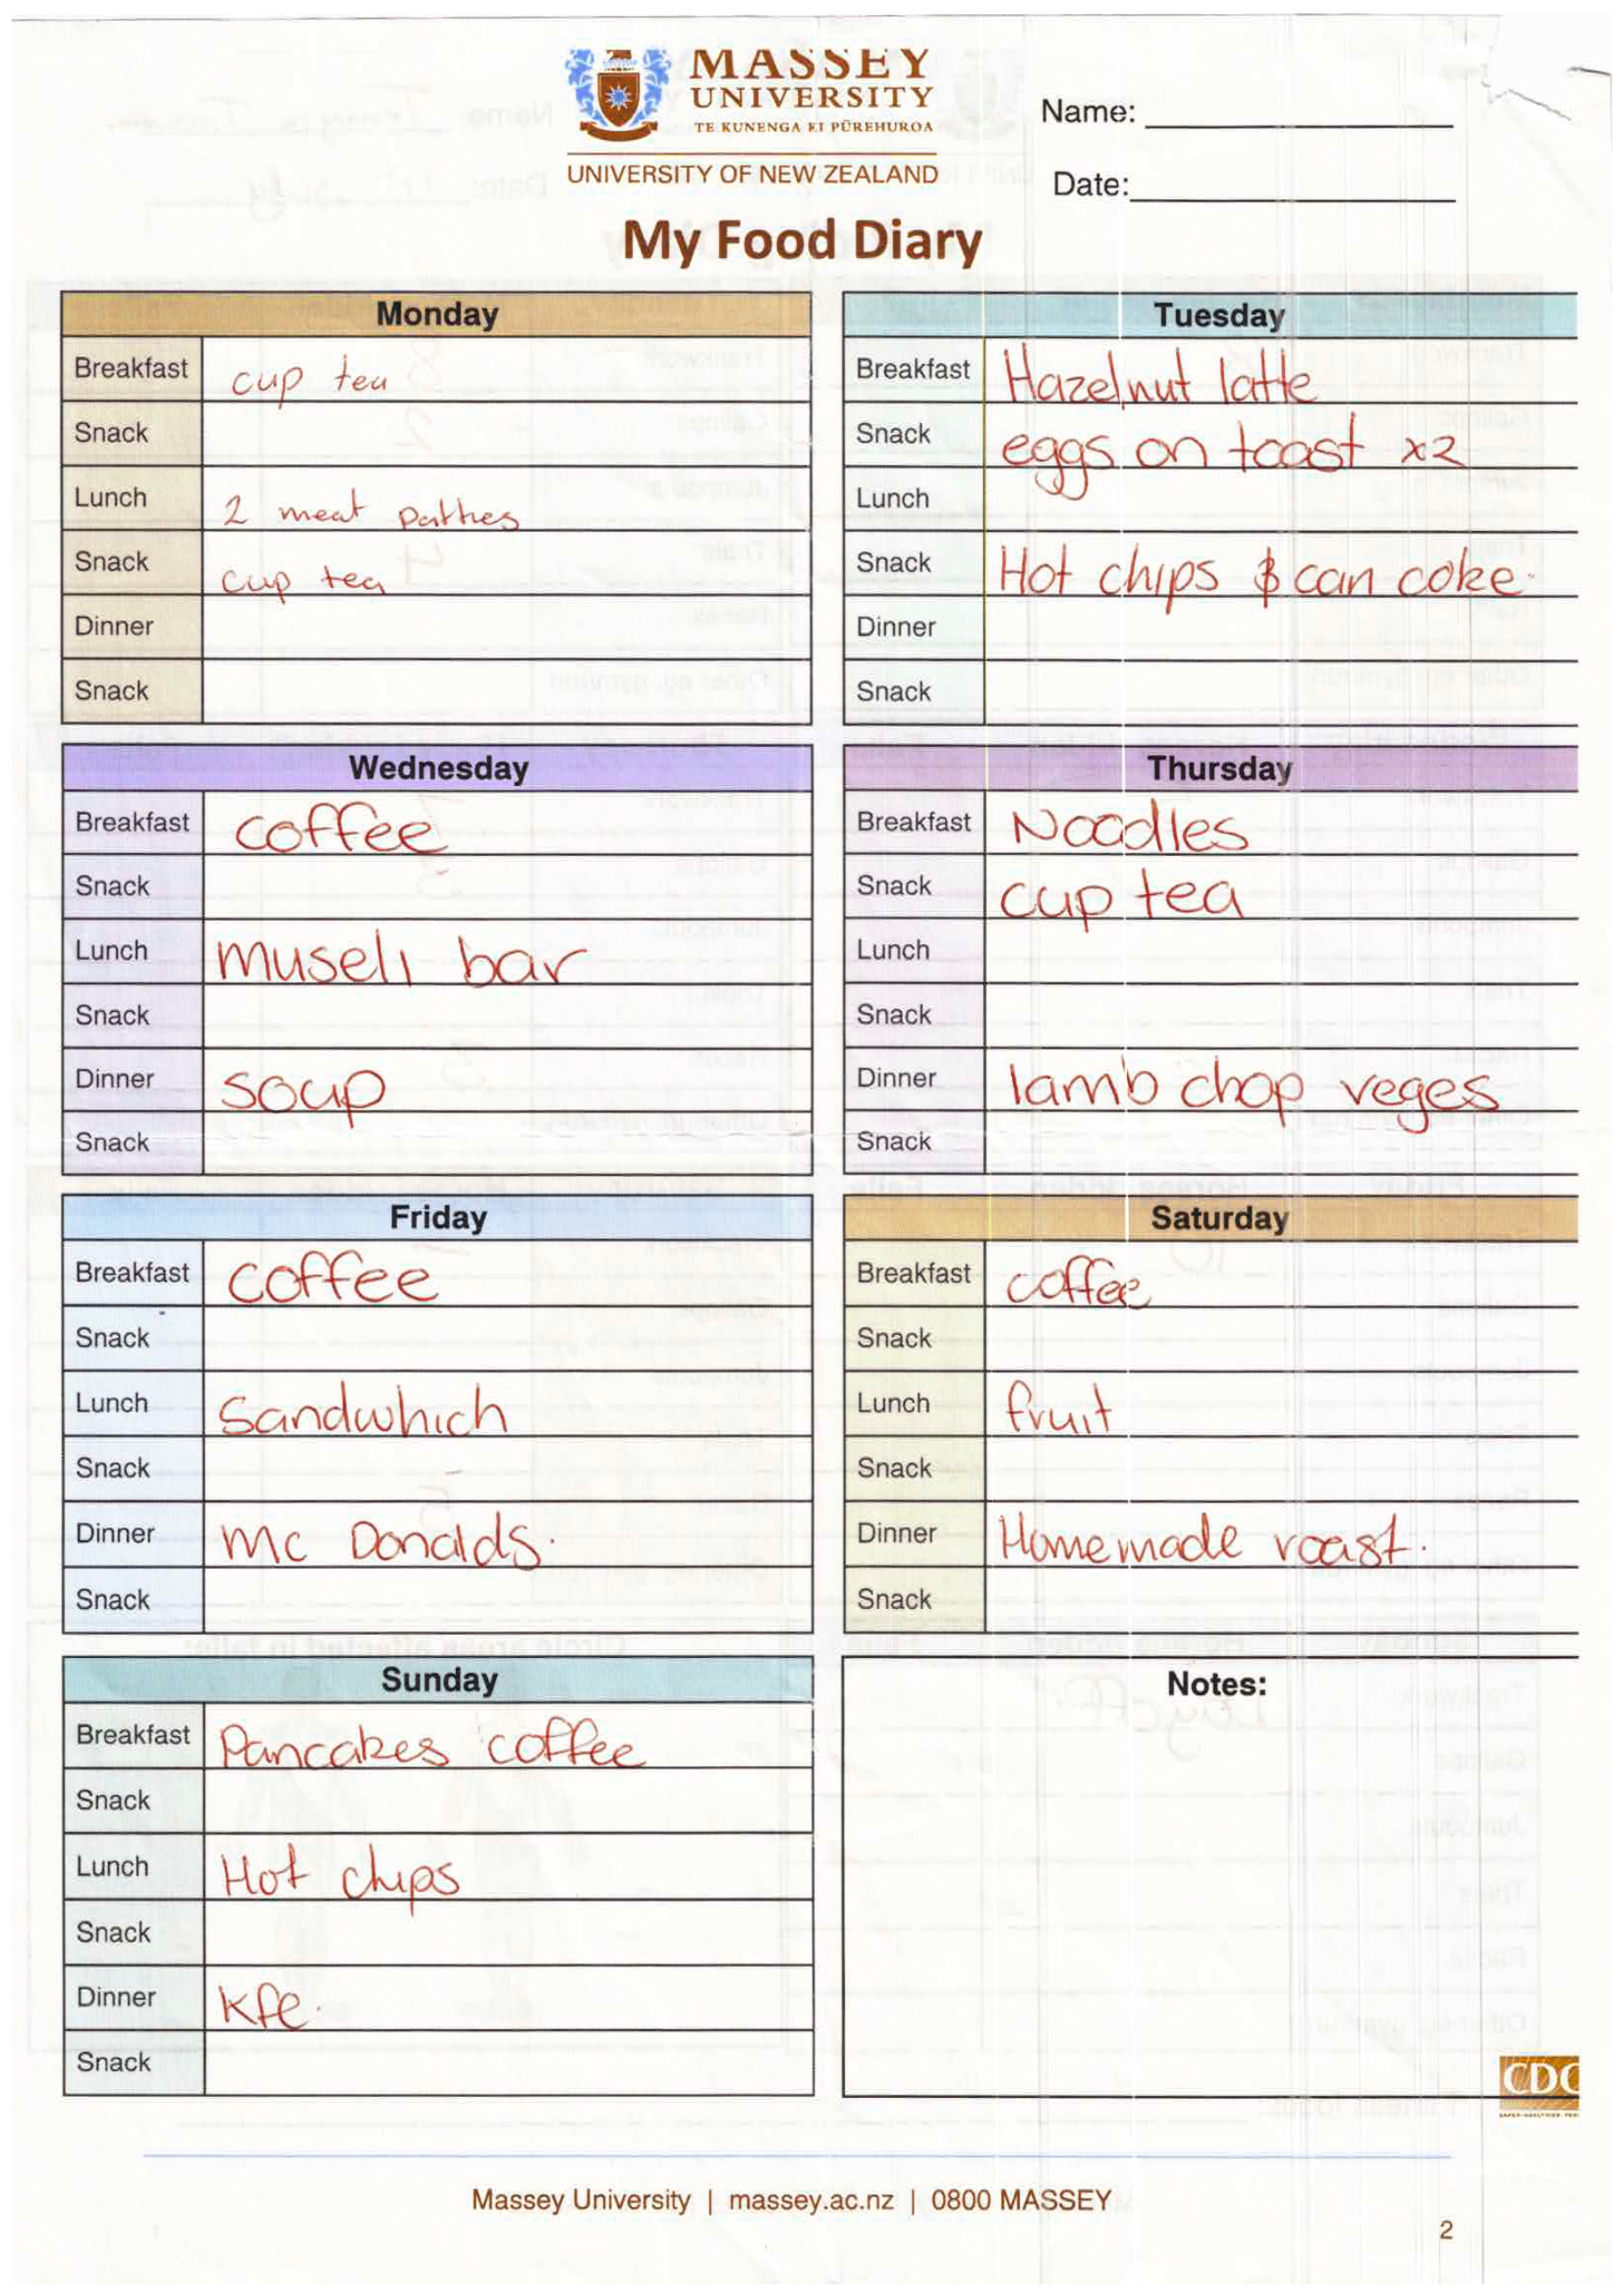 MASSEY
UNIVERSITY
TE KUNENGA KI PŪREHUROA
UNIVERSITY OF NEW ZEALAND
Name:
Date:
My Food Diary
Monday
Breakfast cup tea
Snack
Lunch 2 meat patties
Snack cup tea
Dinner
Snack
Tuesday
Breakfast Hazelnut latte
Snack eggs on toast x2
Lunch
Snack Hot chips & can coke.
Dinner
Snack
Wednesday
Breakfast coffee
Snack
Lunch museli bar
Snack
Dinner soup
Snack
Thursday
Breakfast Noodles
Snack cup tea
Lunch
Snack
Dinner lamb chop veges
Snack
Friday
Breakfast coffee
Snack
Lunch Sandwhich
Snack
Dinner Mc Donalds.
Snack
Saturday
Breakfast coffee
Snack
Lunch fruit
Snack
Dinner Homemade roast.
Snack
Sunday
Breakfast Pancakes coffee
Snack
Lunch Hot chips
Snack
Dinner Kfc.
Snack
Notes:
CDC
Massey University | massey.ac.nz | 0800 MASSEY
2